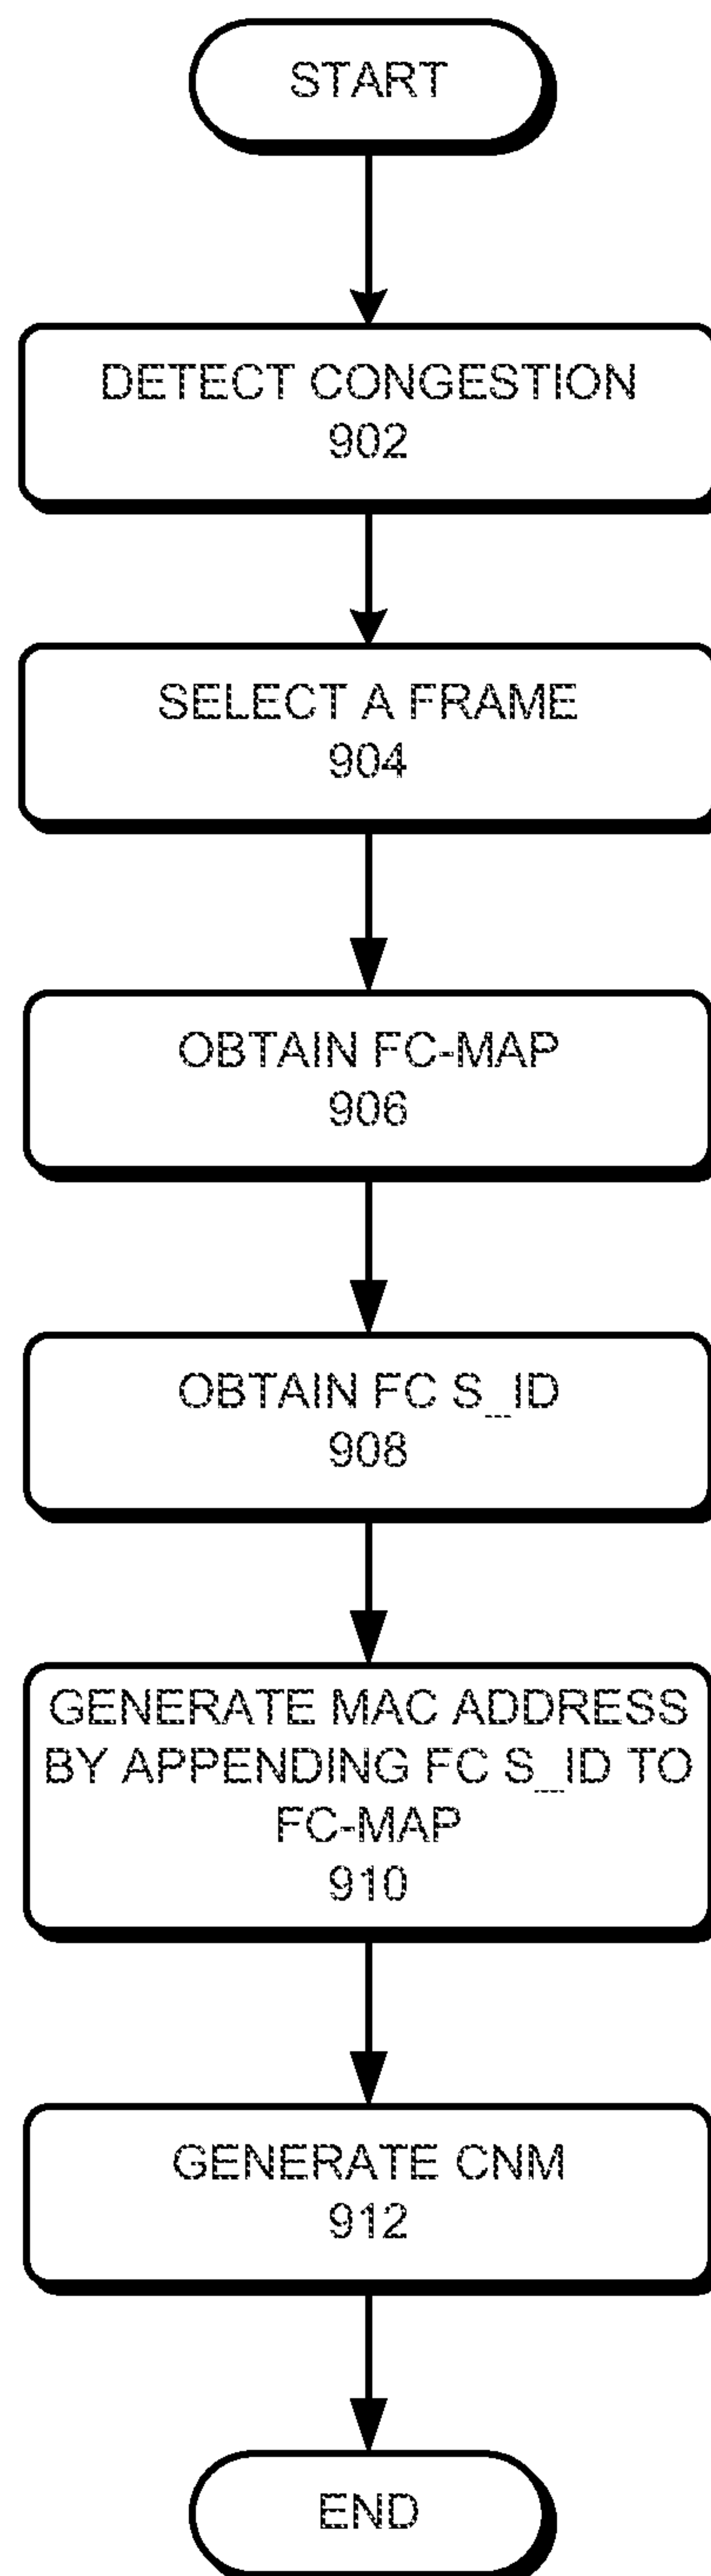 START
DETECT CONGESTION
902
SELECT A FRAME
904
OBTAIN FC-MAP
906
OBTAIN FC S_ID
908
GENERATE MAC ADDRESS
BY APPENDING FC S_ID TO
FC-MAP
910
GENERATE CNM
912
END